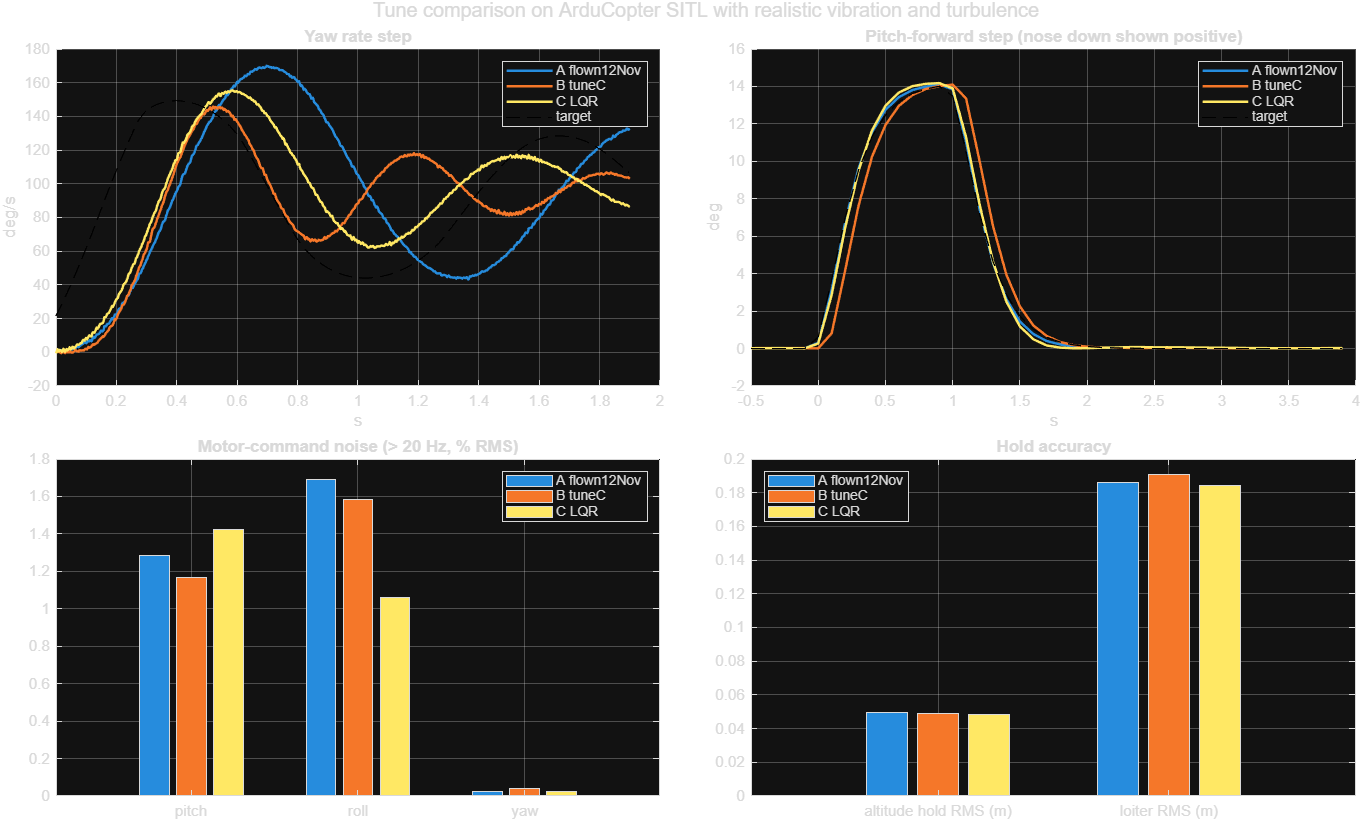 Tune comparison on ArduCopter SITL with realistic vibration and turbulence
Yaw rate step
180
160
140
120
100
80
60
40
20
0
-20
deg/s
0 0.2 0.4 0.6 0.8 1 1.2 1.4 1.6 1.8 2
s
A flown12Nov
B tuneC
C LQR
target
Pitch-forward step (nose down shown positive)
16
14
12
10
8
6
4
2
0
-2
deg
-0.5 0 0.5 1 1.5 2 2.5 3 3.5 4
s
A flown12Nov
B tuneC
C LQR
target
Motor-command noise (> 20 Hz, % RMS)
1.8
1.6
1.4
1.2
1
0.8
0.6
0.4
0.2
0
pitch roll yaw
A flown12Nov
B tuneC
C LQR
Hold accuracy
0.2
0.18
0.16
0.14
0.12
0.1
0.08
0.06
0.04
0.02
0
altitude hold RMS (m) loiter RMS (m)
A flown12Nov
B tuneC
C LQR